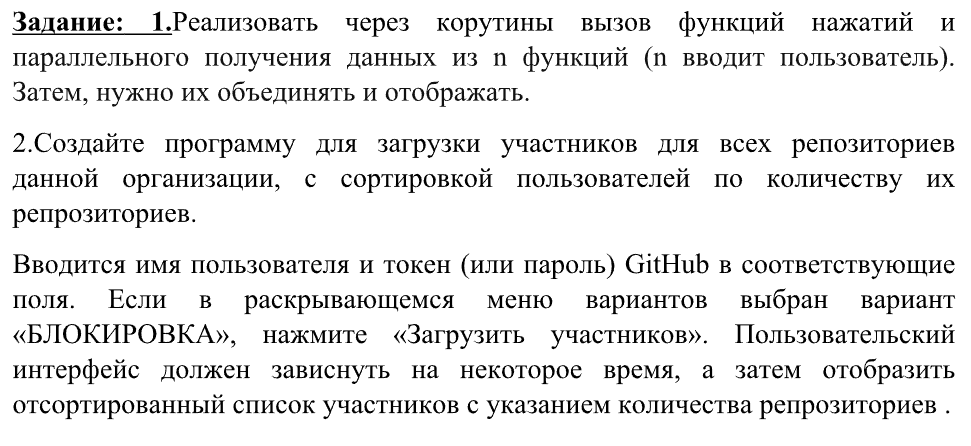 Задание: 1.Реализовать через корутины вызов функций нажатий и
параллельного получения данных из n функций (n вводит пользователь).
Затем, нужно их объединять и отображать.
2.Создайте программу для загрузки участников для всех репозиториев
данной организации, с сортировкой пользователей по количеству их
репрозиториев.
Вводится имя пользователя и токен (или пароль) GitHub в соответствующие
поля. Если в раскрывающемся меню вариантов выбран вариант
«БЛОКИРОВКА», нажмите «Загрузить участников». Пользовательский
интерфейс должен зависнуть на некоторое время, а затем отобразить
отсортированный список участников с указанием количества репрозиториев .